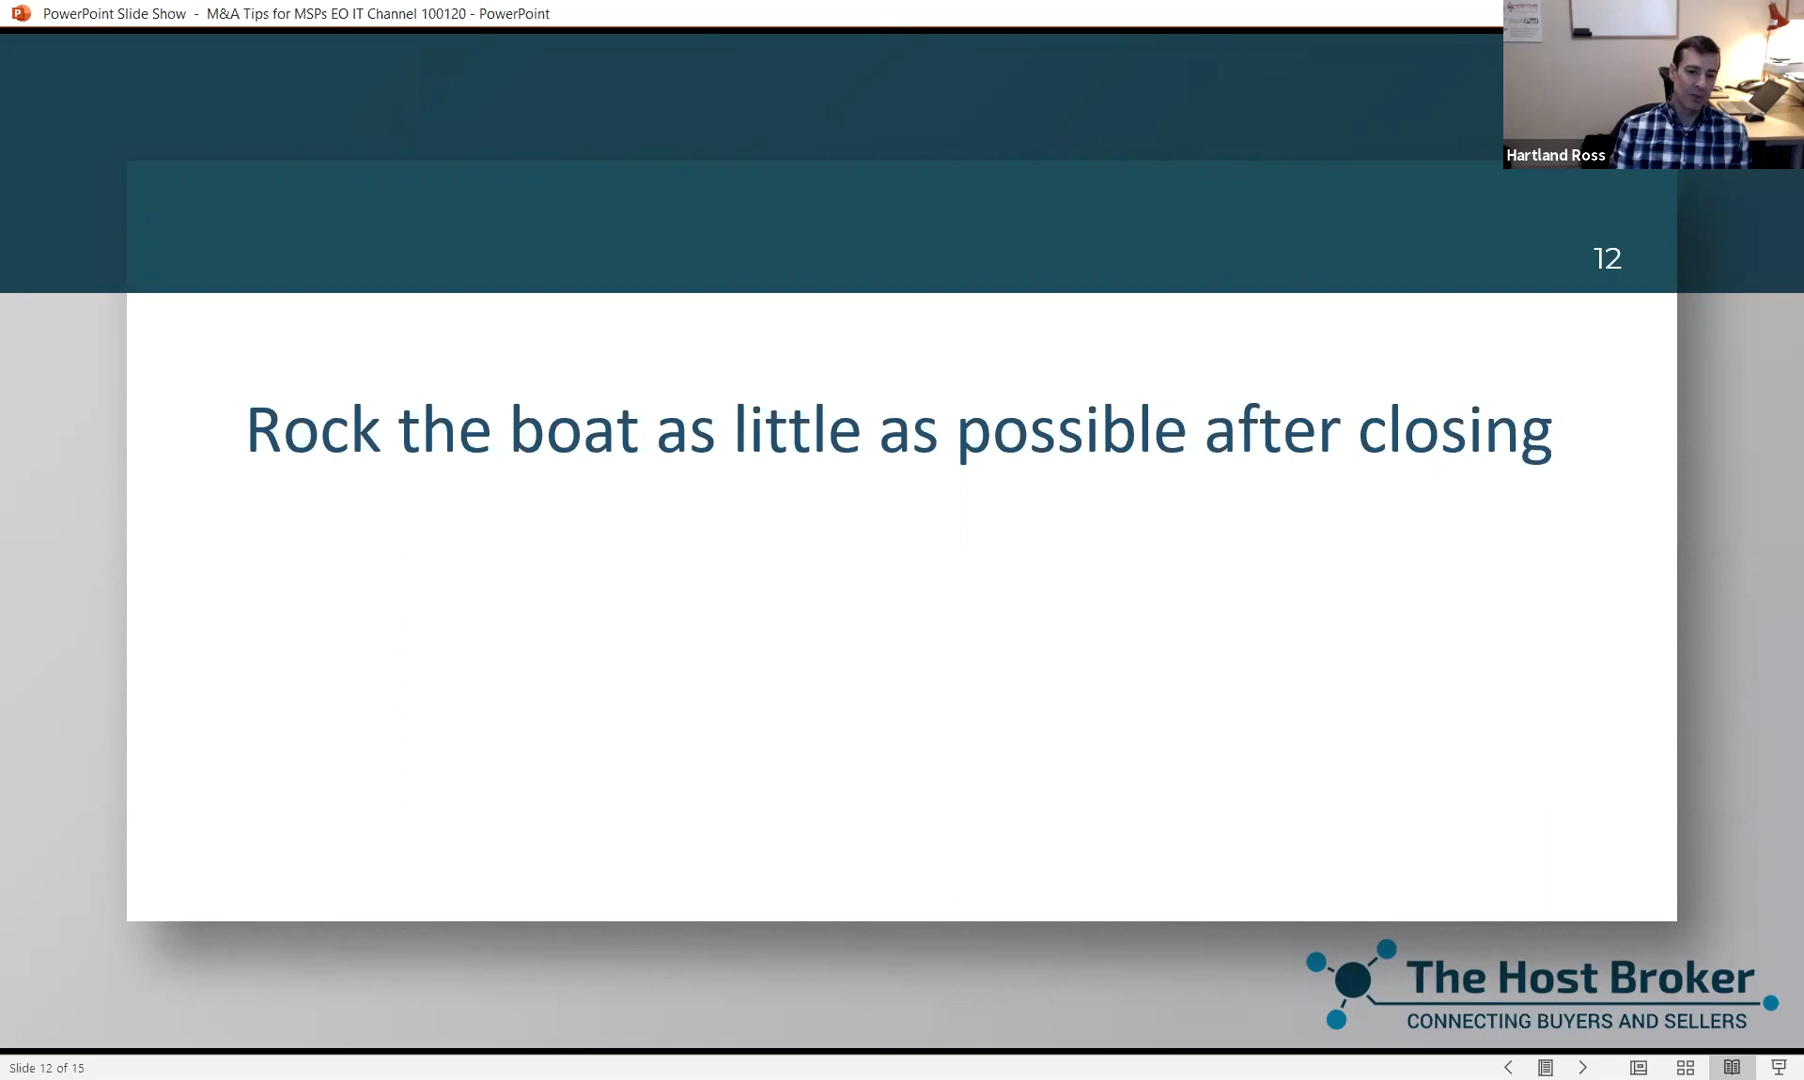 PowerPoint Slide Show - M&A Tips for MSPs EO IT Channel 100120 - PowerPoint
Hartland Ross
12
Rock the boat as little as possible after closing
The Host Broker
CONNECTING BUYERS AND SELLERS
Slide 12 of 15